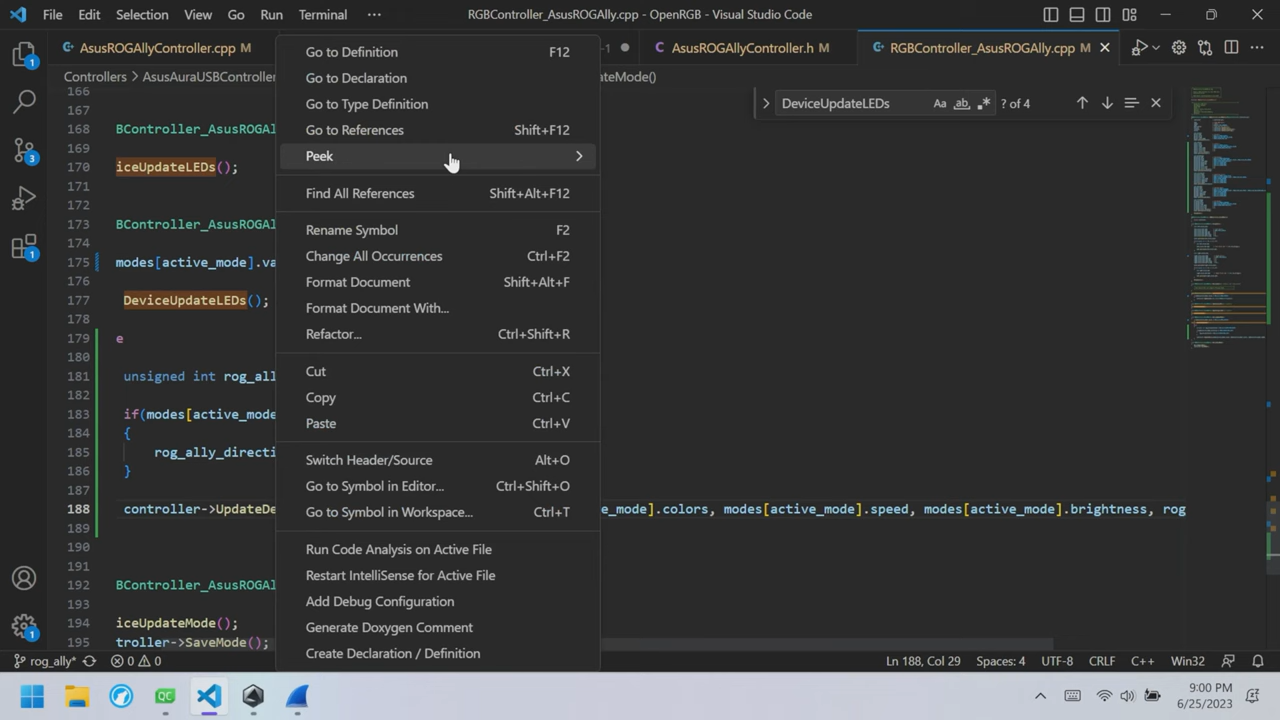 File Edit Selection View Go Run Terminal ··· RGBController_AsusROGAlly.cpp - OpenRGB - Visual Studio Code
AsusROGAllyController.cpp M -1 AsusROGAllyController.h M RGBController_AsusROGAlly.cpp M
Controllers > AsusAuraUSBController ateMode()
DeviceUpdateLEDs Aa ab ? of 4
166
167
168 BController_AsusROGAl
169
170 iceUpdateLEDs();
171
172
173 BController_AsusROGAl
174
175 modes[active_mode].va
176
177 DeviceUpdateLEDs();
178
179 e
180
181 unsigned int rog_all
182
183 if(modes[active_mode
184 {
185 rog_ally_directi
186 }
187
188 controller->UpdateDe e_mode].colors, modes[active_mode].speed, modes[active_mode].brightness, rog
189
190
191
192 BController_AsusROGAl
193
194 iceUpdateMode();
195 troller->SaveMode();
Go to Definition F12
Go to Declaration
Go to Type Definition
Go to References Shift+F12
Peek
Find All References Shift+Alt+F12
Rename Symbol F2
Change All Occurrences Ctrl+F2
Format Document Shift+Alt+F
Format Document With...
Refactor... Ctrl+Shift+R
Cut Ctrl+X
Copy Ctrl+C
Paste Ctrl+V
Switch Header/Source Alt+O
Go to Symbol in Editor... Ctrl+Shift+O
Go to Symbol in Workspace... Ctrl+T
Run Code Analysis on Active File
Restart IntelliSense for Active File
Add Debug Configuration
Generate Doxygen Comment
Create Declaration / Definition
1
3
1
1
rog_ally* 0 0 Ln 188, Col 29 Spaces: 4 UTF-8 CRLF C++ Win32
QC
9:00 PM
6/25/2023